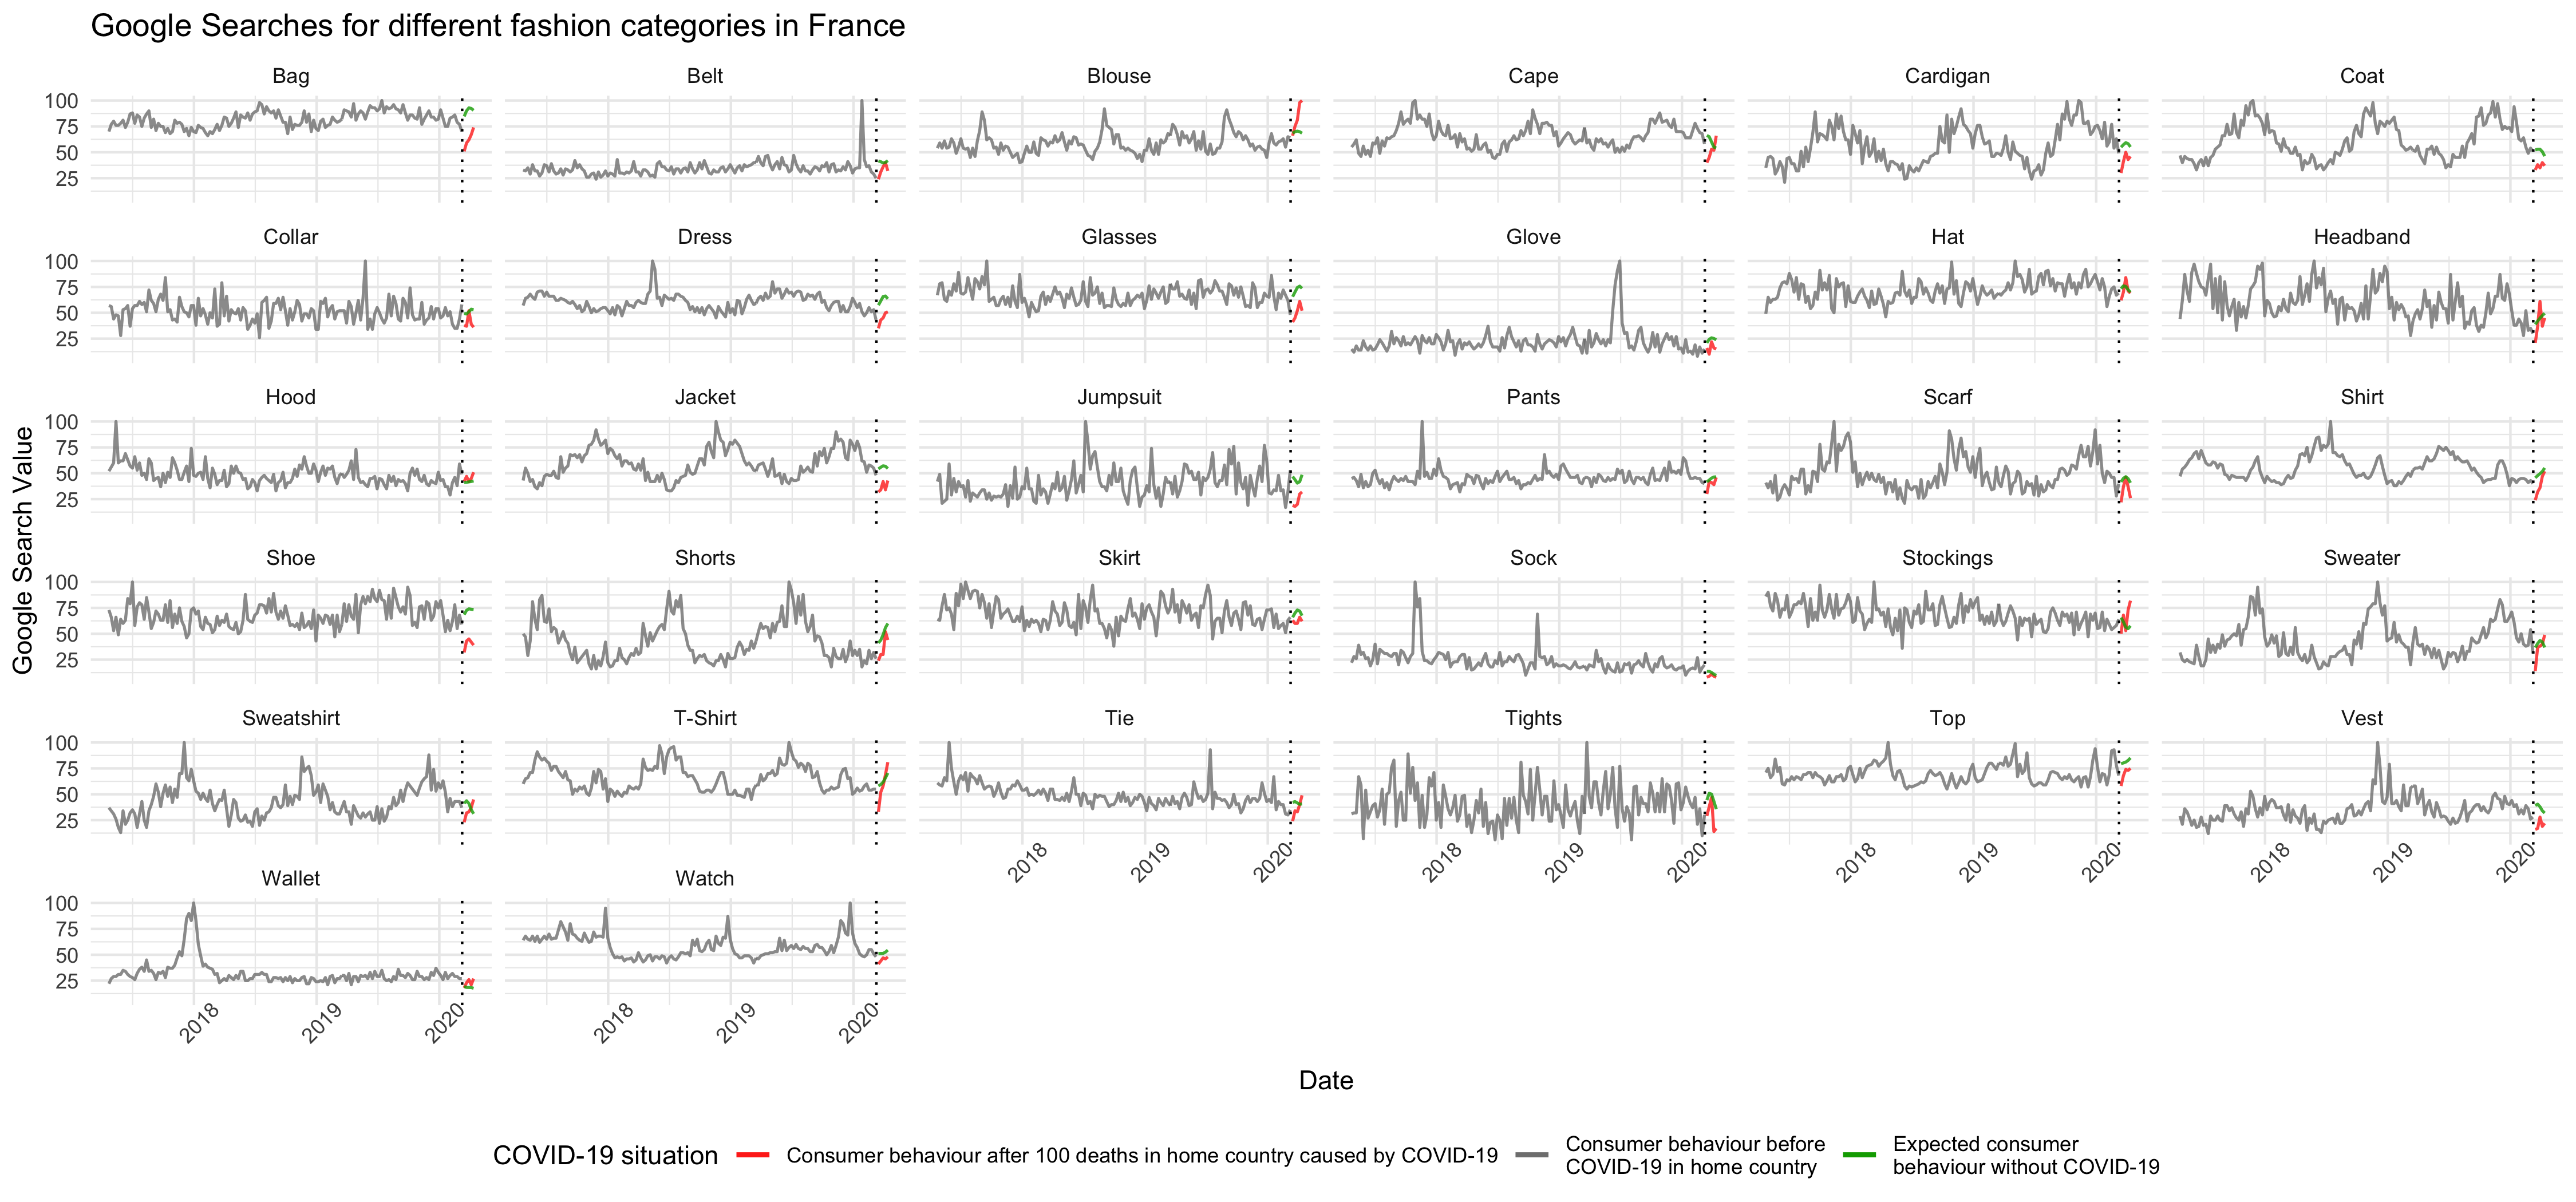 Google Searches for different fashion categories in France
Bag Belt Blouse Cape Cardigan Coat
100
75
50
25
Collar Dress Glasses Glove Hat Headband
100
75
50
25
Hood Jacket Jumpsuit Pants Scarf Shirt
100
75
50
25
Google Search Value
Shoe Shorts Skirt Sock Stockings Sweater
100
75
50
25
Sweatshirt T-Shirt Tie Tights Top Vest
100
75
50
25
2018 2019 2020 2018 2019 2020 2018 2019 2020 2018 2019 2020
Wallet Watch
100
75
50
25
2018 2019 2020 2018 2019 2020
Date
COVID-19 situation
Consumer behaviour after 100 deaths in home country caused by COVID-19
Consumer behaviour before
COVID-19 in home country
Expected consumer
behaviour without COVID-19